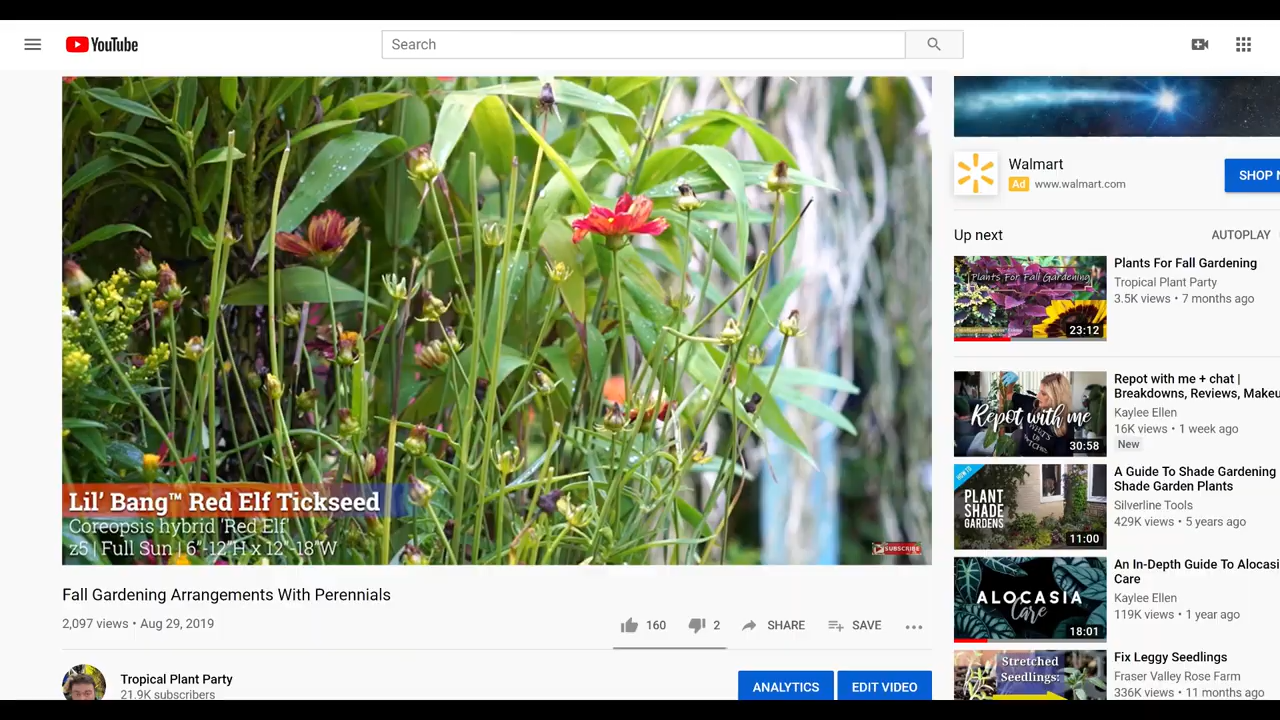 YouTube
Search
Walmart
Ad www.walmart.com
SHOP N
Lil’ Bang™ Red Elf Tickseed
Coreopsis hybrid 'Red Elf'
z5 | Full Sun | 6”-12”H x 12”-18”W
SUBSCRIBE
Fall Gardening Arrangements With Perennials
2,097 views • Aug 29, 2019
160
2
SHARE
SAVE
Tropical Plant Party
21.9K subscribers
ANALYTICS
EDIT VIDEO
Up next
AUTOPLAY
Plants For Fall Gardening
23:12
Plants For Fall Gardening
Tropical Plant Party
3.5K views • 7 months ago
Repot with me
30:58
Repot with me + chat |
Breakdowns, Reviews, Makeu
Kaylee Ellen
16K views • 1 week ago
New
HOW TO
PLANT
SHADE
GARDENS
11:00
A Guide To Shade Gardening
Shade Garden Plants
Silverline Tools
429K views • 5 years ago
ALOCASIA
Care
18:01
An In-Depth Guide To Alocasi
Care
Kaylee Ellen
119K views • 1 year ago
Stretched
Seedlings:
Fix Leggy Seedlings
Fraser Valley Rose Farm
336K views • 11 months ago